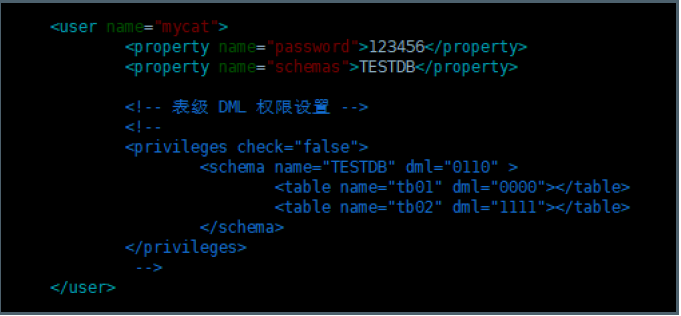 <user name="mycat">
<property name="password">123456</property>
<property name="schemas">TESTDB</property>
<!-- 表级 DML 权限设置 -->
<!--
<privileges check="false">
<schema name="TESTDB" dml="0110" >
<table name="tb01" dml="0000"></table>
<table name="tb02" dml="1111"></table>
</schema>
</privileges>
-->
</user>